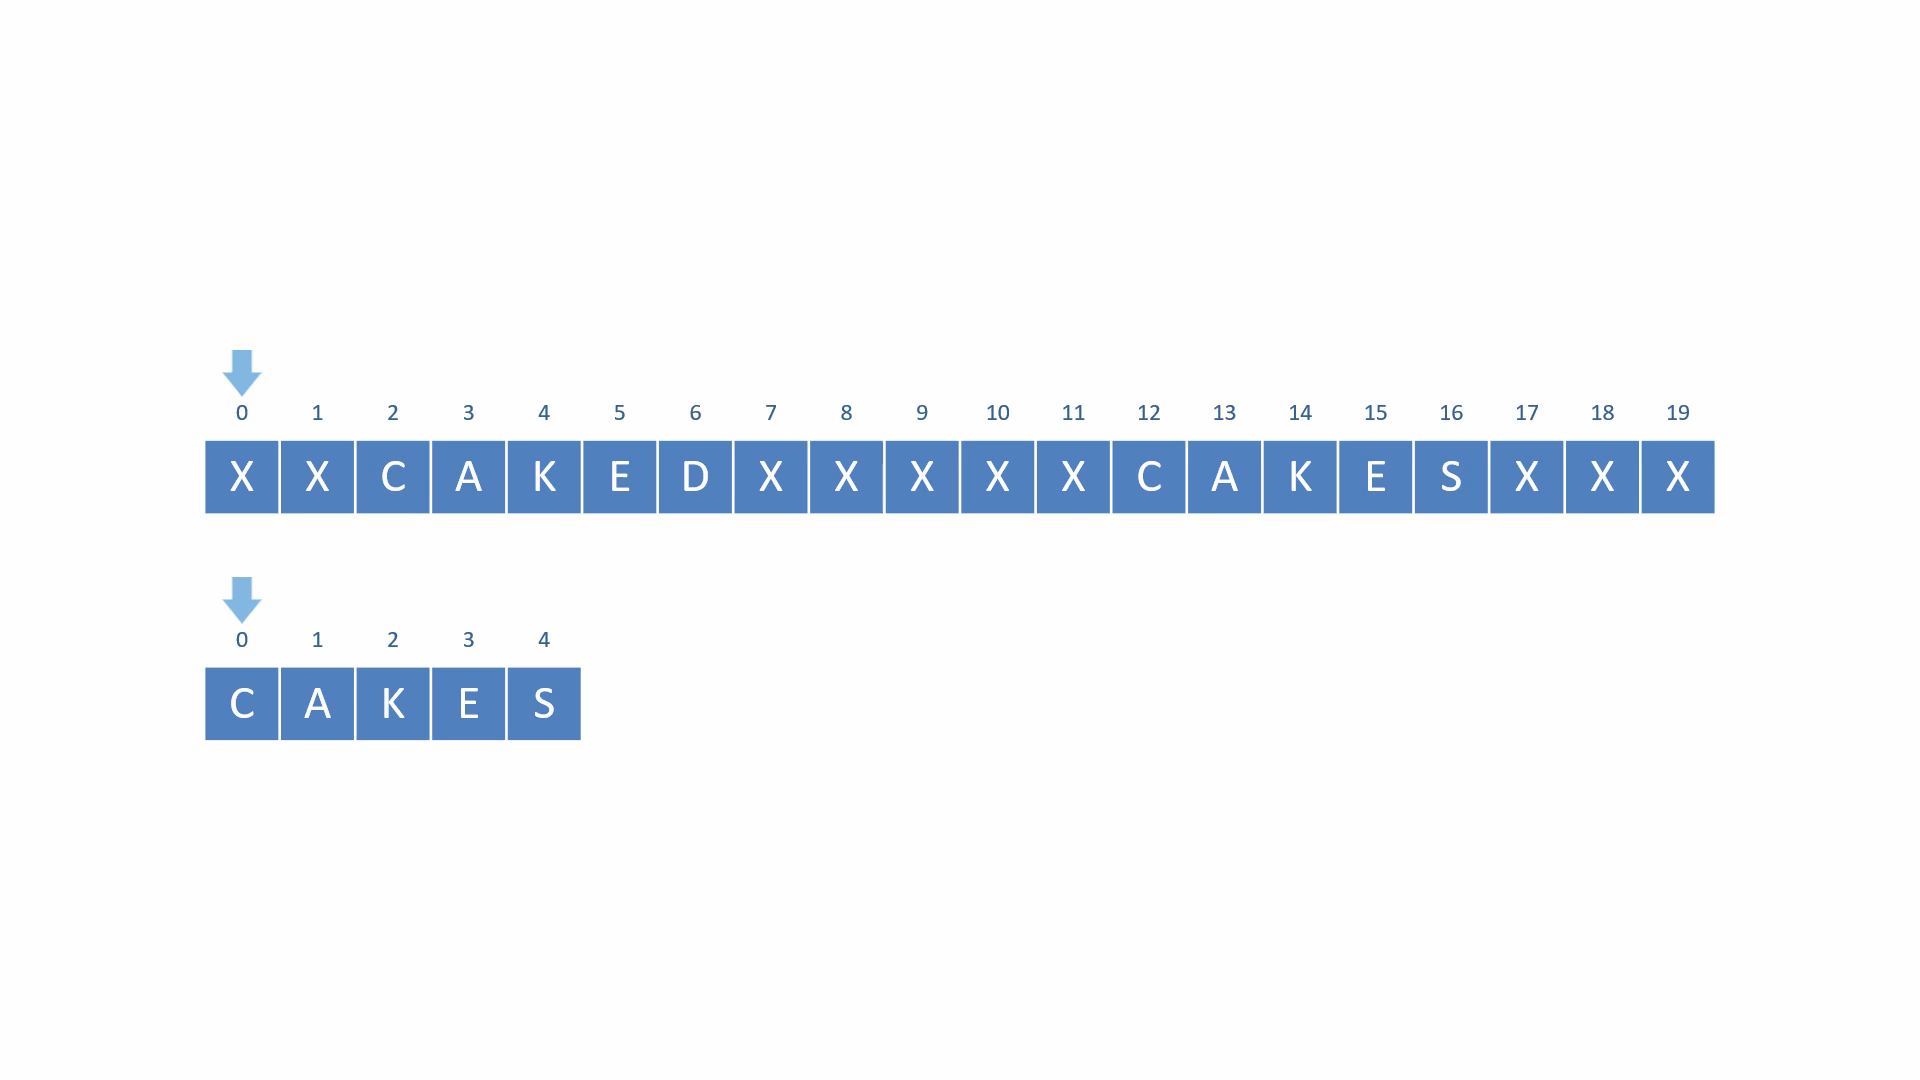 0 1 2 3 4 5 6 7 8 9 10 11 12 13 14 15 16 17 18 19
X X C A K E D X X X X X C A K E S X X X
0 1 2 3 4
C A K E S